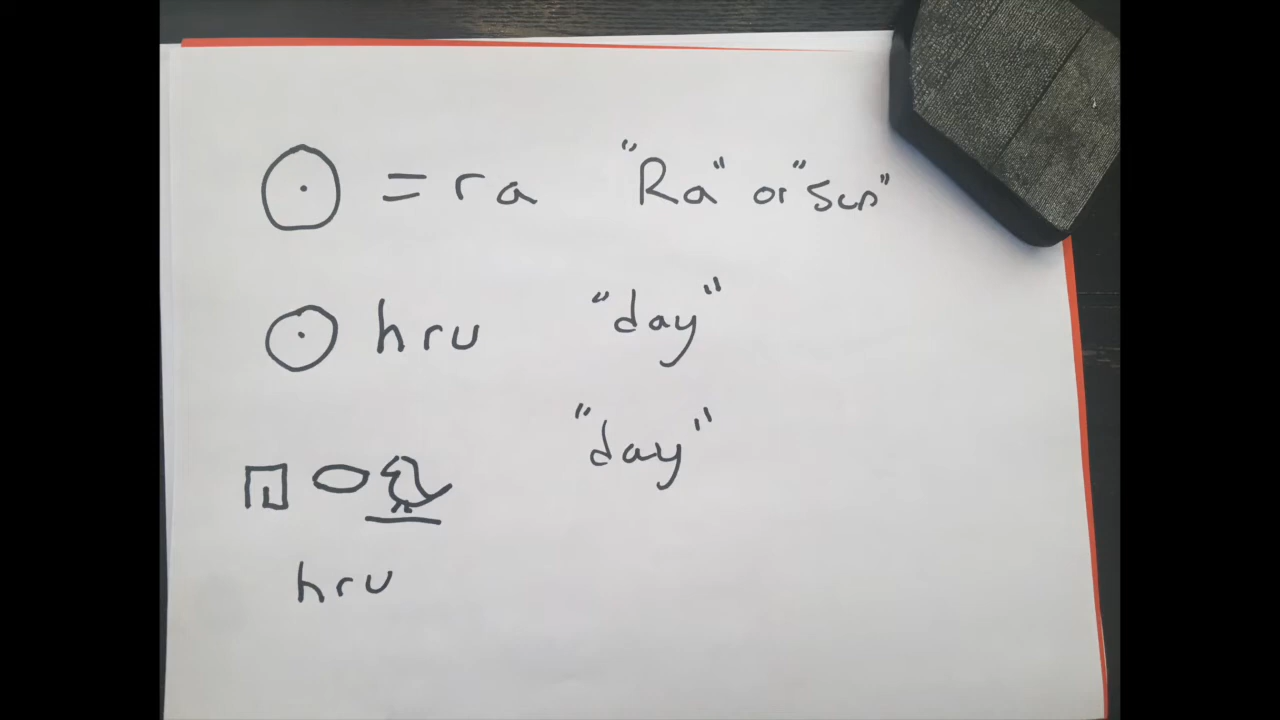 𓇳 = ra "Ra" or "Sun"
𓇳 hru "day"
𓉔 𓂋 𓅱 "day"
hru